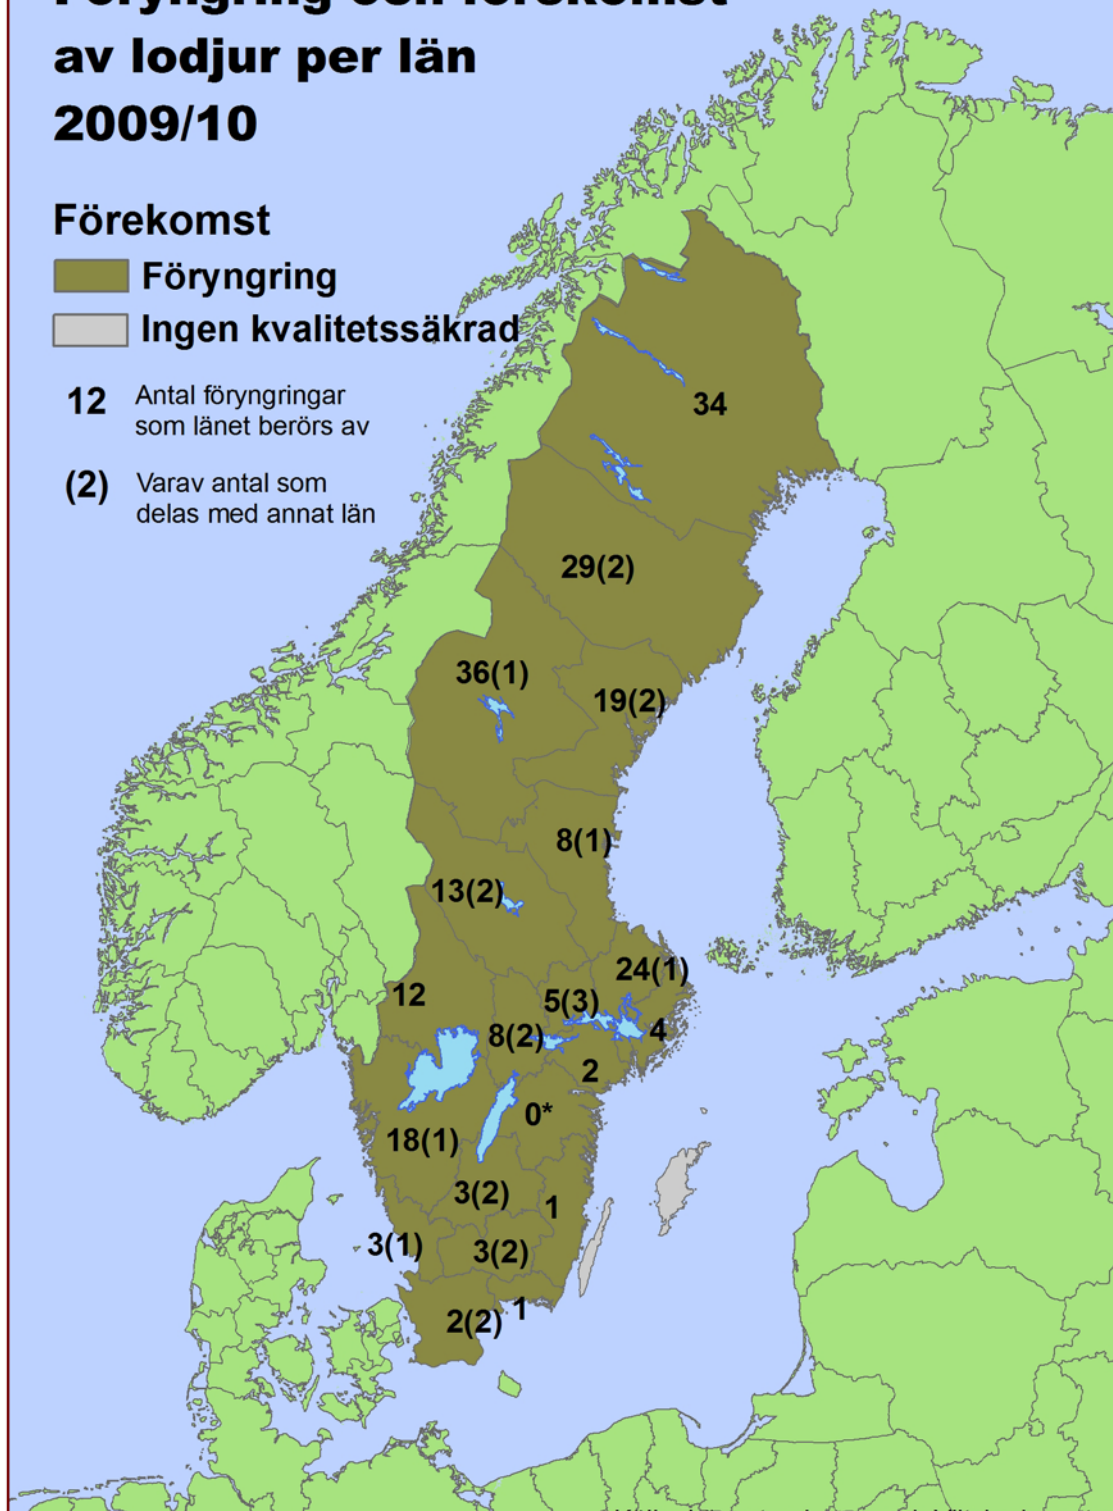 Föryngring och förekomst
av lodjur per län
2009/10
Förekomst
Föryngring
Ingen kvalitetssäkrad
12 Antal föryngringar
som länet berörs av
(2) Varav antal som
delas med annat län
34
29(2)
36(1)
19(2)
8(1)
13(2)
24(1)
12
5(3)
8(2)
4
2
0*
18(1)
3(2)
1
3(1)
3(2)
1
2(2)